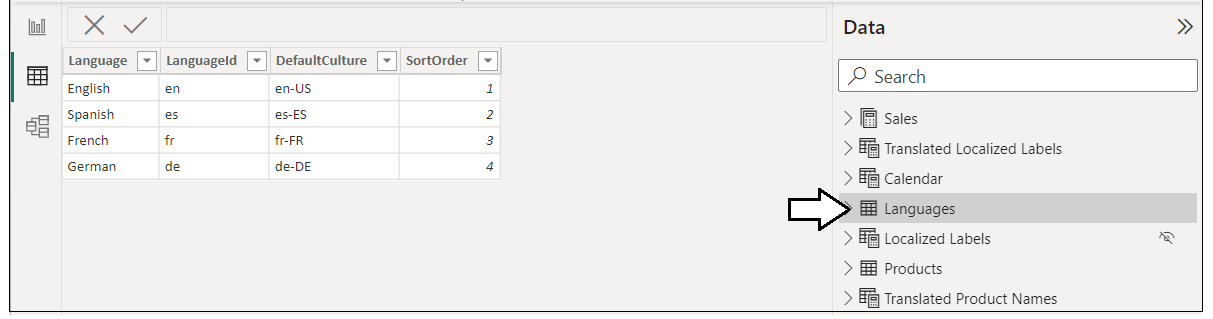 Data
Language LanguageId DefaultCulture SortOrder
English en en-US 1
Spanish es es-ES 2
French fr fr-FR 3
German de de-DE 4
Search
Sales
Translated Localized Labels
Calendar
Languages
Localized Labels
Products
Translated Product Names